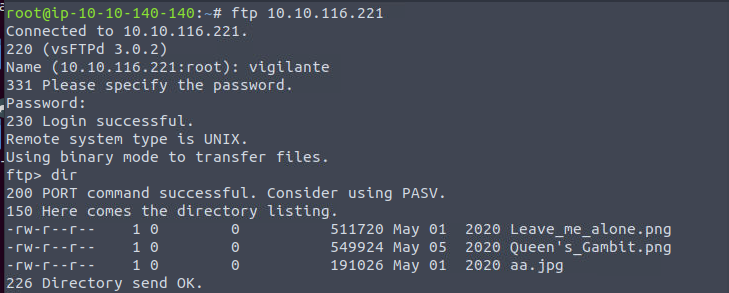 root@ip-10-10-140-140:~# ftp 10.10.116.221
Connected to 10.10.116.221.
220 (vsFTPd 3.0.2)
Name (10.10.116.221:root): vigilante
331 Please specify the password.
Password:
230 Login successful.
Remote system type is UNIX.
Using binary mode to transfer files.
ftp> dir
200 PORT command successful. Consider using PASV.
150 Here comes the directory listing.
-rw-r--r--    1 0        0          511720 May 01  2020 Leave_me_alone.png
-rw-r--r--    1 0        0          549924 May 05  2020 Queen's_Gambit.png
-rw-r--r--    1 0        0          191026 May 01  2020 aa.jpg
226 Directory send OK.